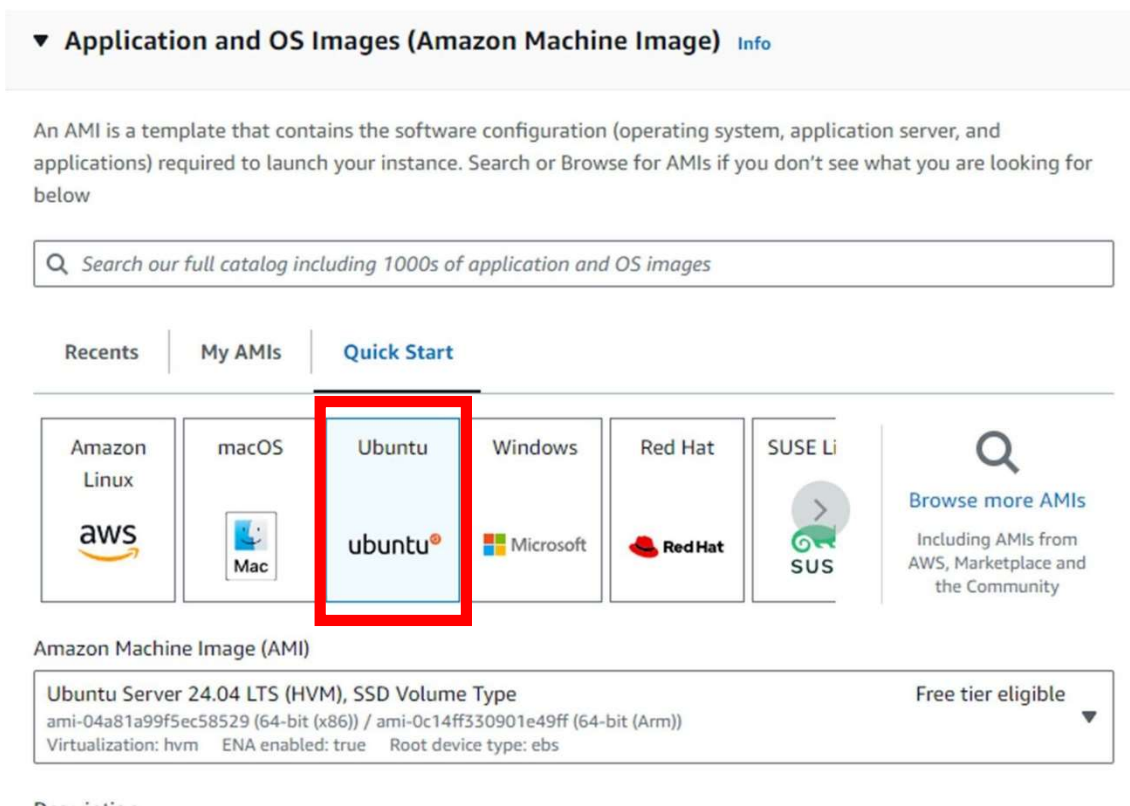 ▼ Application and OS Images (Amazon Machine Image) Info
An AMI is a template that contains the software configuration (operating system, application server, and
applications) required to launch your instance. Search or Browse for AMIs if you don't see what you are looking for
below
Search our full catalog including 1000s of application and OS images
Recents My AMIs Quick Start
Amazon Linux
aws
macOS
Mac
Ubuntu
ubuntu
Windows
Microsoft
Red Hat
Red Hat
SUSE Li
SUS
Browse more AMIs
Including AMIs from
AWS, Marketplace and
the Community
Amazon Machine Image (AMI)
Ubuntu Server 24.04 LTS (HVM), SSD Volume Type Free tier eligible
ami-04a81a99f5ec58529 (64-bit (x86)) / ami-0c14ff330901e49ff (64-bit (Arm))
Virtualization: hvm ENA enabled: true Root device type: ebs